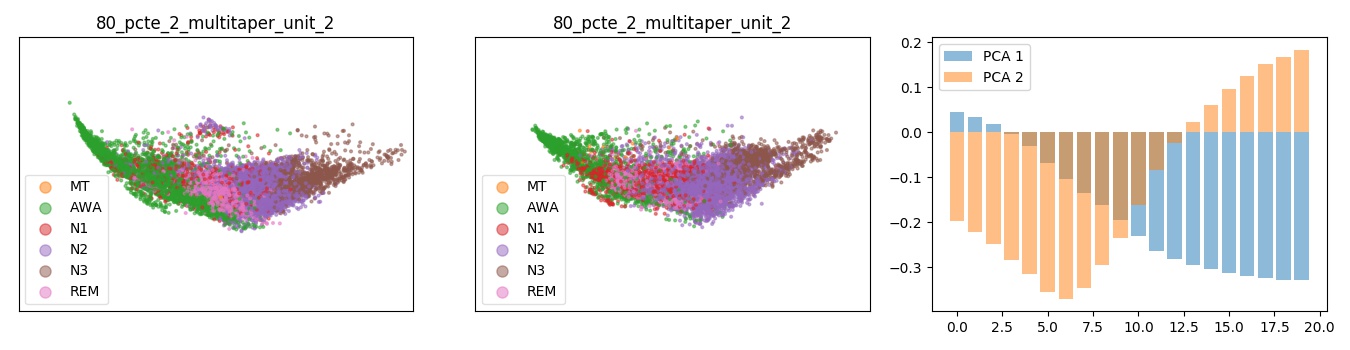 80_pcte_2_multitaper_unit_2
MT
AWA
N1
N2
N3
REM
80_pcte_2_multitaper_unit_2
MT
AWA
N1
N2
N3
REM
PCA 1
PCA 2
0.2
0.1
0.0
−0.1
−0.2
−0.3
0.0 2.5 5.0 7.5 10.0 12.5 15.0 17.5 20.0